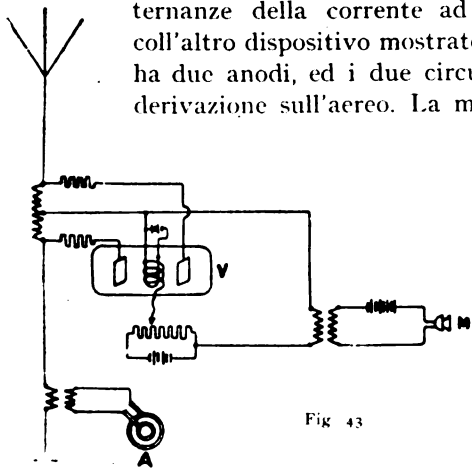 ternanze della corrente ad
coll'altro dispositivo mostrato
ha due anodi, ed i due circu
derivazione sull'aereo. La m
V
M
Fig 43
A